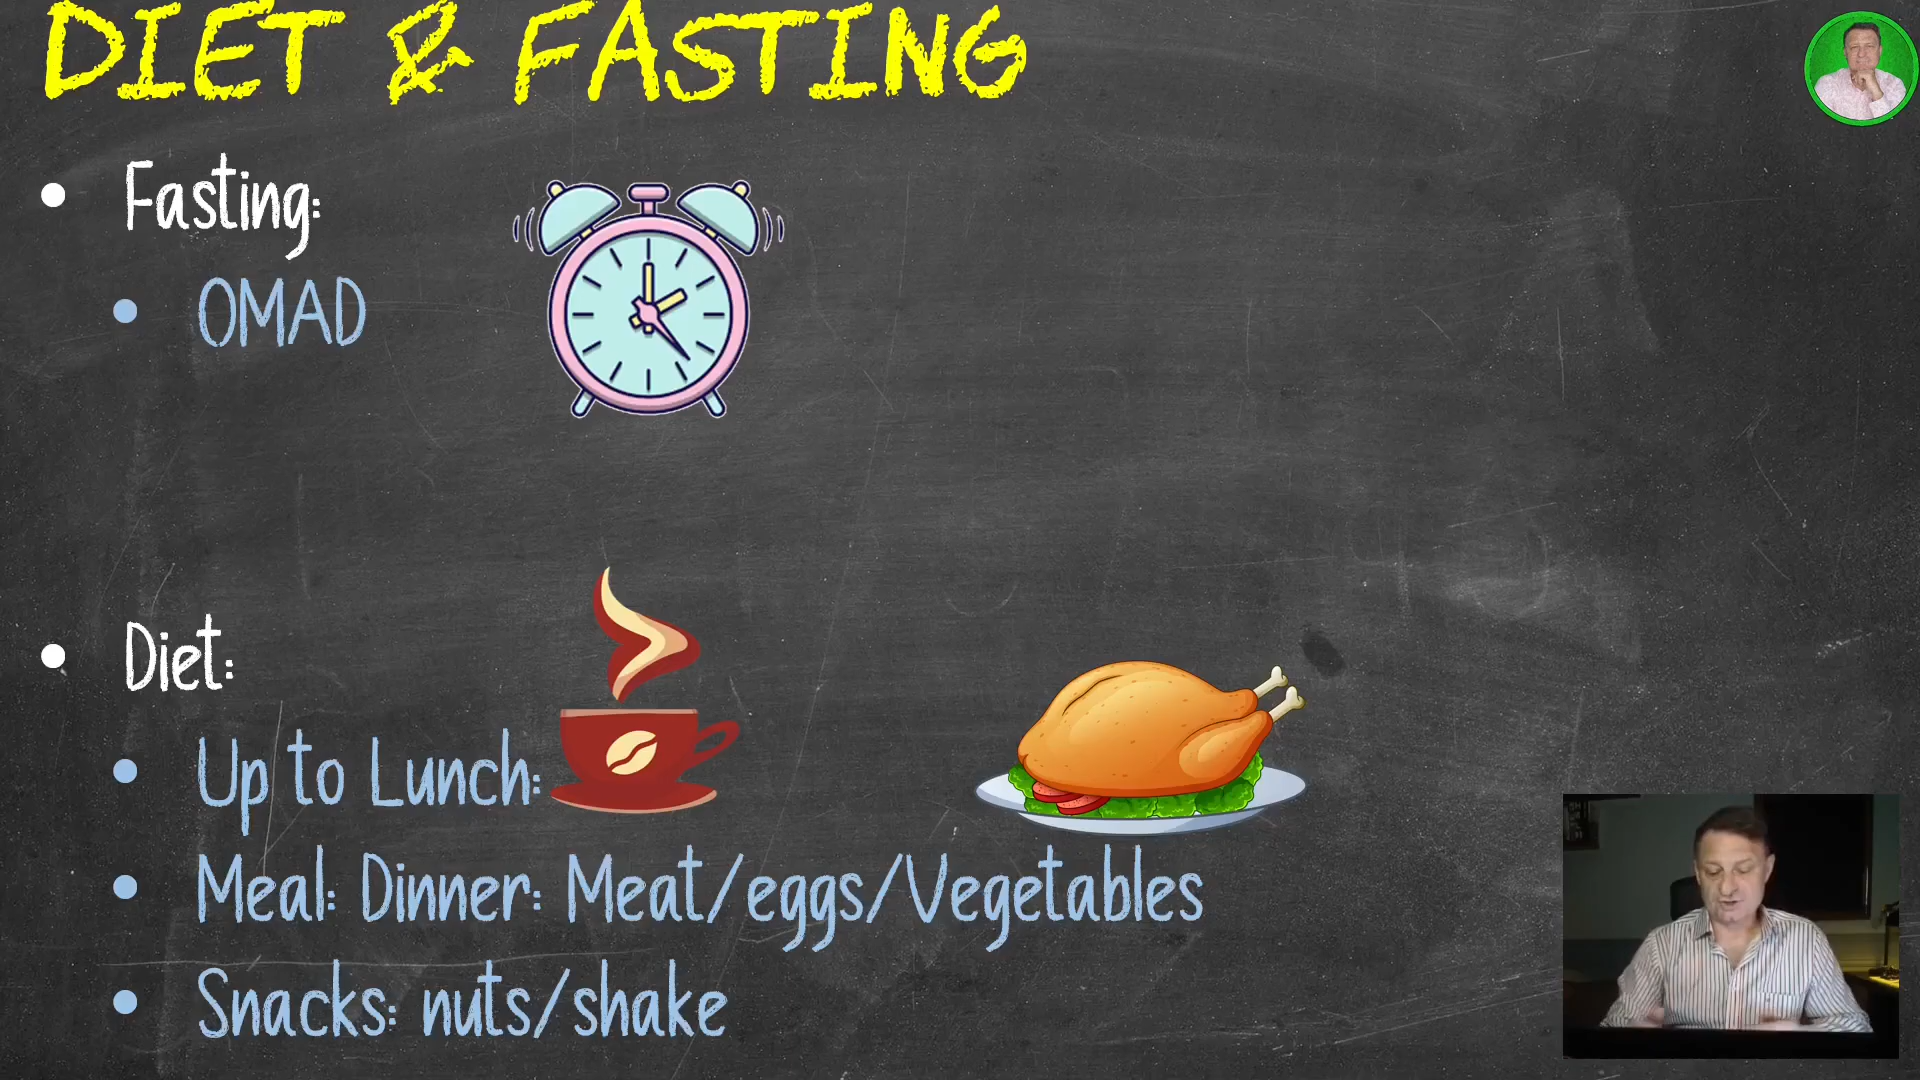 DIET & FASTING
Fasting:
OMAD
Diet:
Up to Lunch:
Meal: Dinner: Meat/eggs/Vegetables
Snacks: nuts/shake